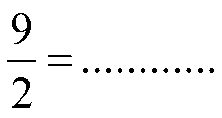 9/2 = ............